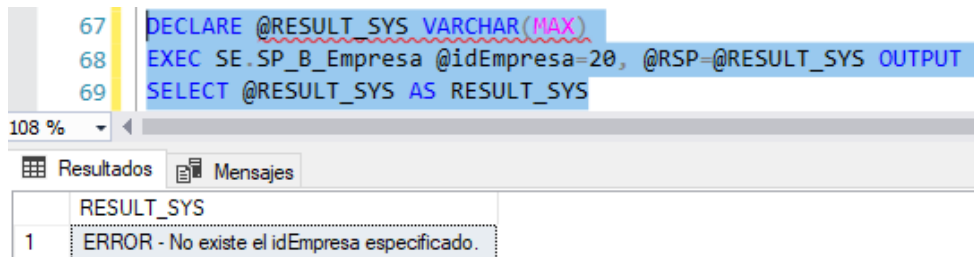 67 DECLARE @RESULT_SYS VARCHAR(MAX)
68 EXEC SE.SP_B_Empresa @idEmpresa=20, @RSP=@RESULT_SYS OUTPUT
69 SELECT @RESULT_SYS AS RESULT_SYS
108 %
Resultados Mensajes
RESULT_SYS
1 ERROR - No existe el idEmpresa especificado.